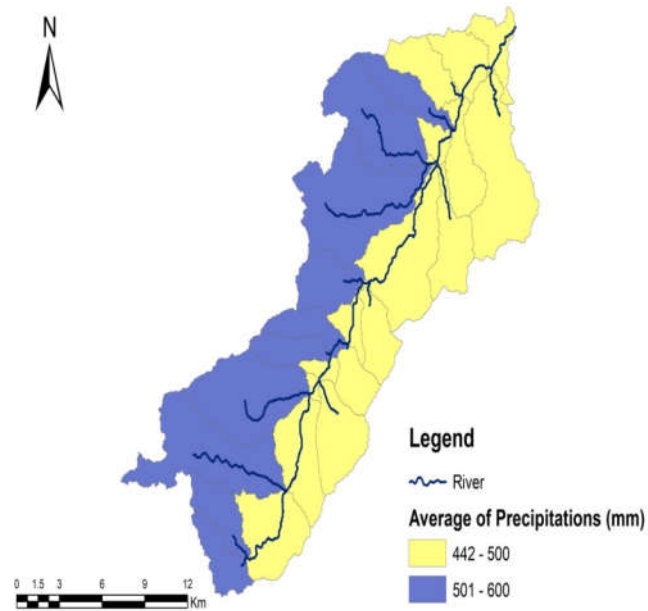 N
Legend
River
Average of Precipitations (mm)
442 - 500
501 - 600
0 1.5 3 6 9 12
Km